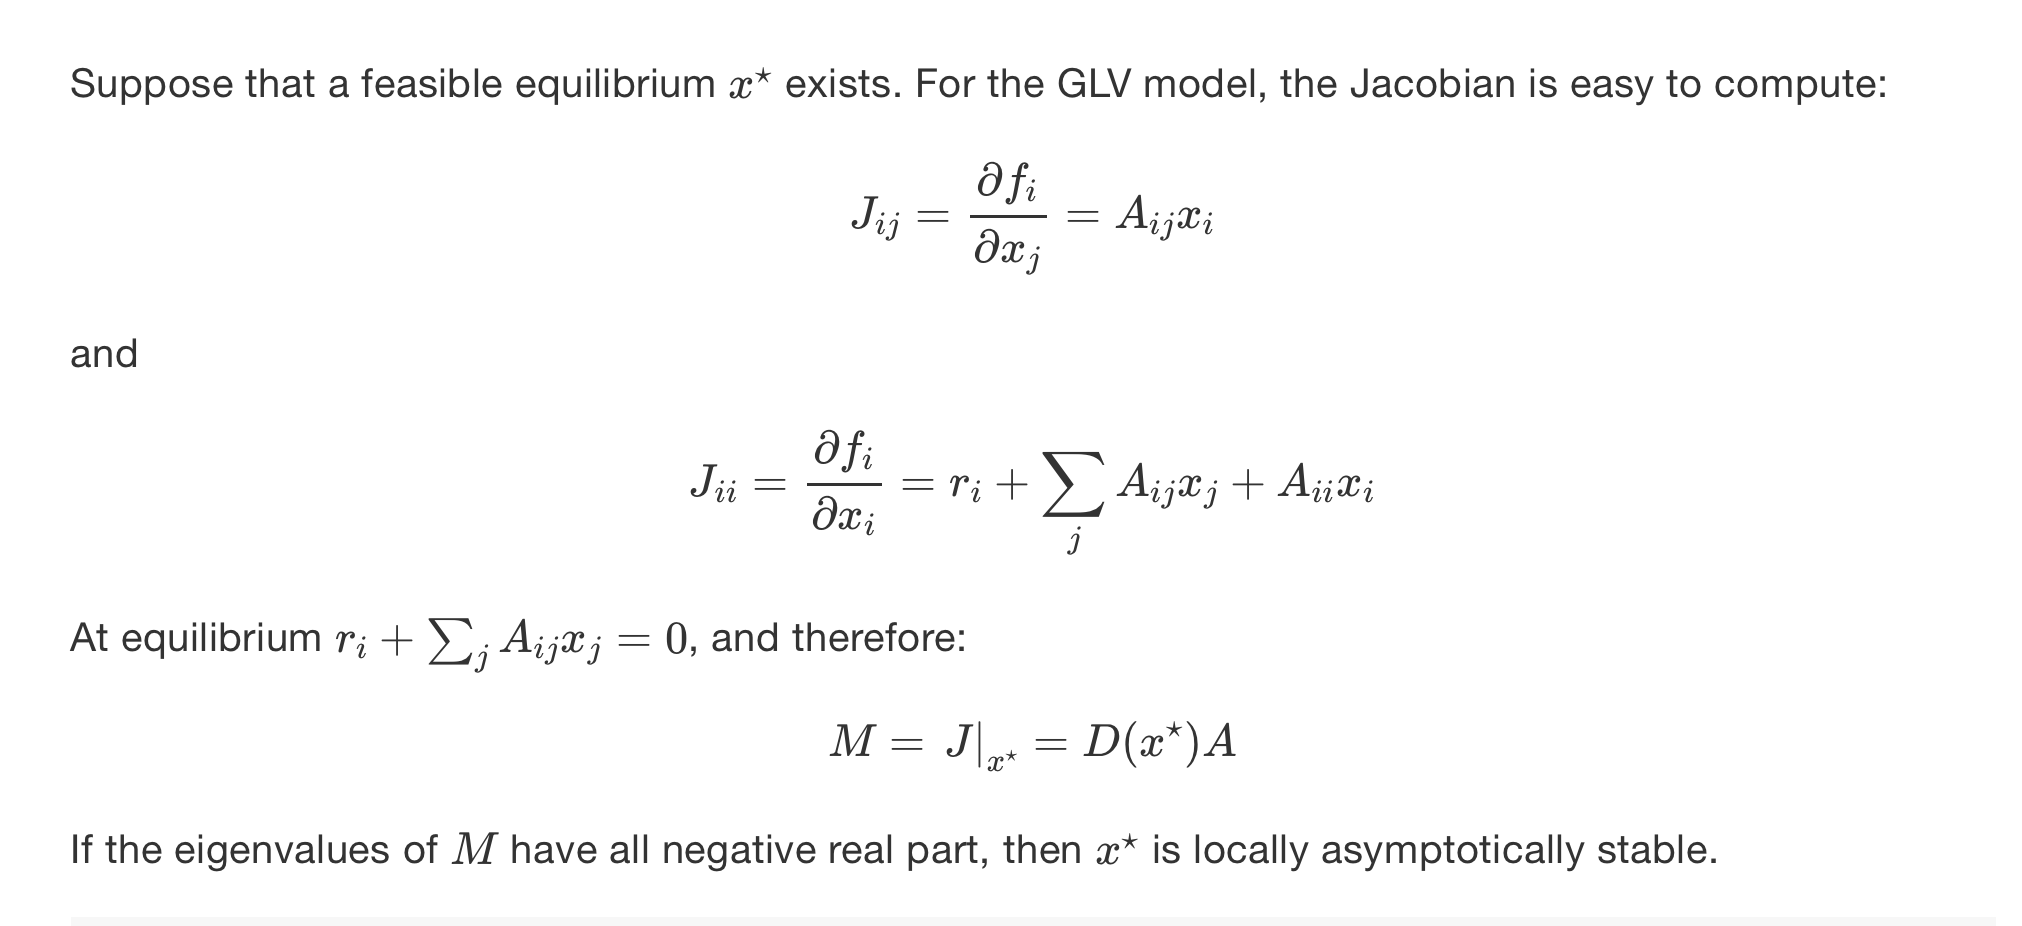 Suppose that a feasible equilibrium $x^\star$ exists. For the GLV model, the Jacobian is easy to compute:
$J_{ij} = \frac{\partial f_i}{\partial x_j} = A_{ij} x_i$
and
$J_{ii} = \frac{\partial f_i}{\partial x_i} = r_i + \sum_j A_{ij} x_j + A_{ii} x_i$
At equilibrium $r_i + \sum_j A_{ij} x_j = 0$, and therefore:
$M = J|_{x^\star} = D(x^\star) A$
If the eigenvalues of $M$ have all negative real part, then $x^\star$ is locally asymptotically stable.